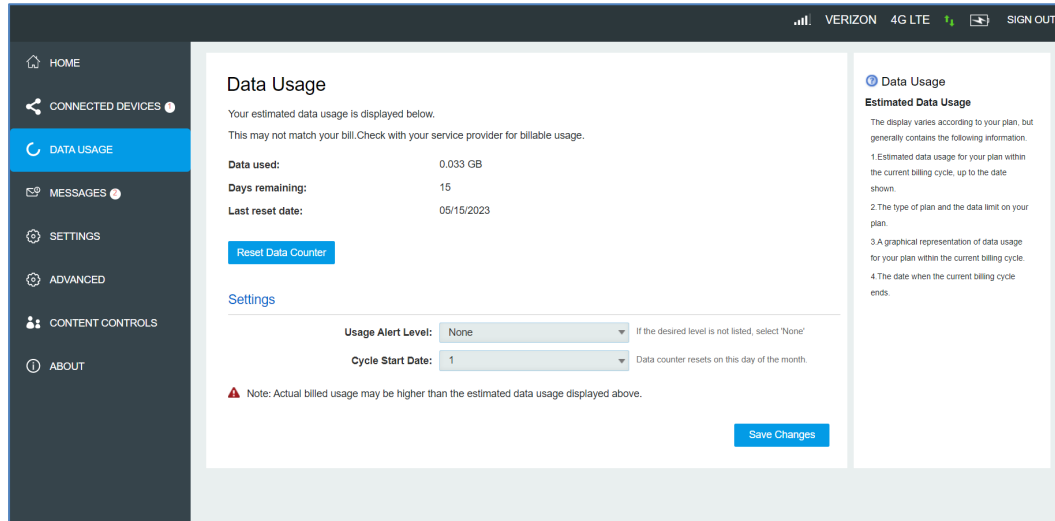 VERIZON 4G LTE SIGN OUT
HOME
CONNECTED DEVICES 1
DATA USAGE
MESSAGES 2
SETTINGS
ADVANCED
CONTENT CONTROLS
ABOUT
Data Usage
Your estimated data usage is displayed below.
This may not match your bill.Check with your service provider for billable usage.
Data used: 0.033 GB
Days remaining: 15
Last reset date: 05/15/2023
Reset Data Counter
Settings
Usage Alert Level: None If the desired level is not listed, select 'None'
Cycle Start Date: 1 Data counter resets on this day of the month.
Note: Actual billed usage may be higher than the estimated data usage displayed above.
Save Changes
Data Usage
Estimated Data Usage
The display varies according to your plan, but
generally contains the following information.
1.Estimated data usage for your plan within
the current billing cycle, up to the date
shown.
2.The type of plan and the data limit on your
plan.
3.A graphical representation of data usage
for your plan within the current billing cycle.
4.The date when the current billing cycle
ends.